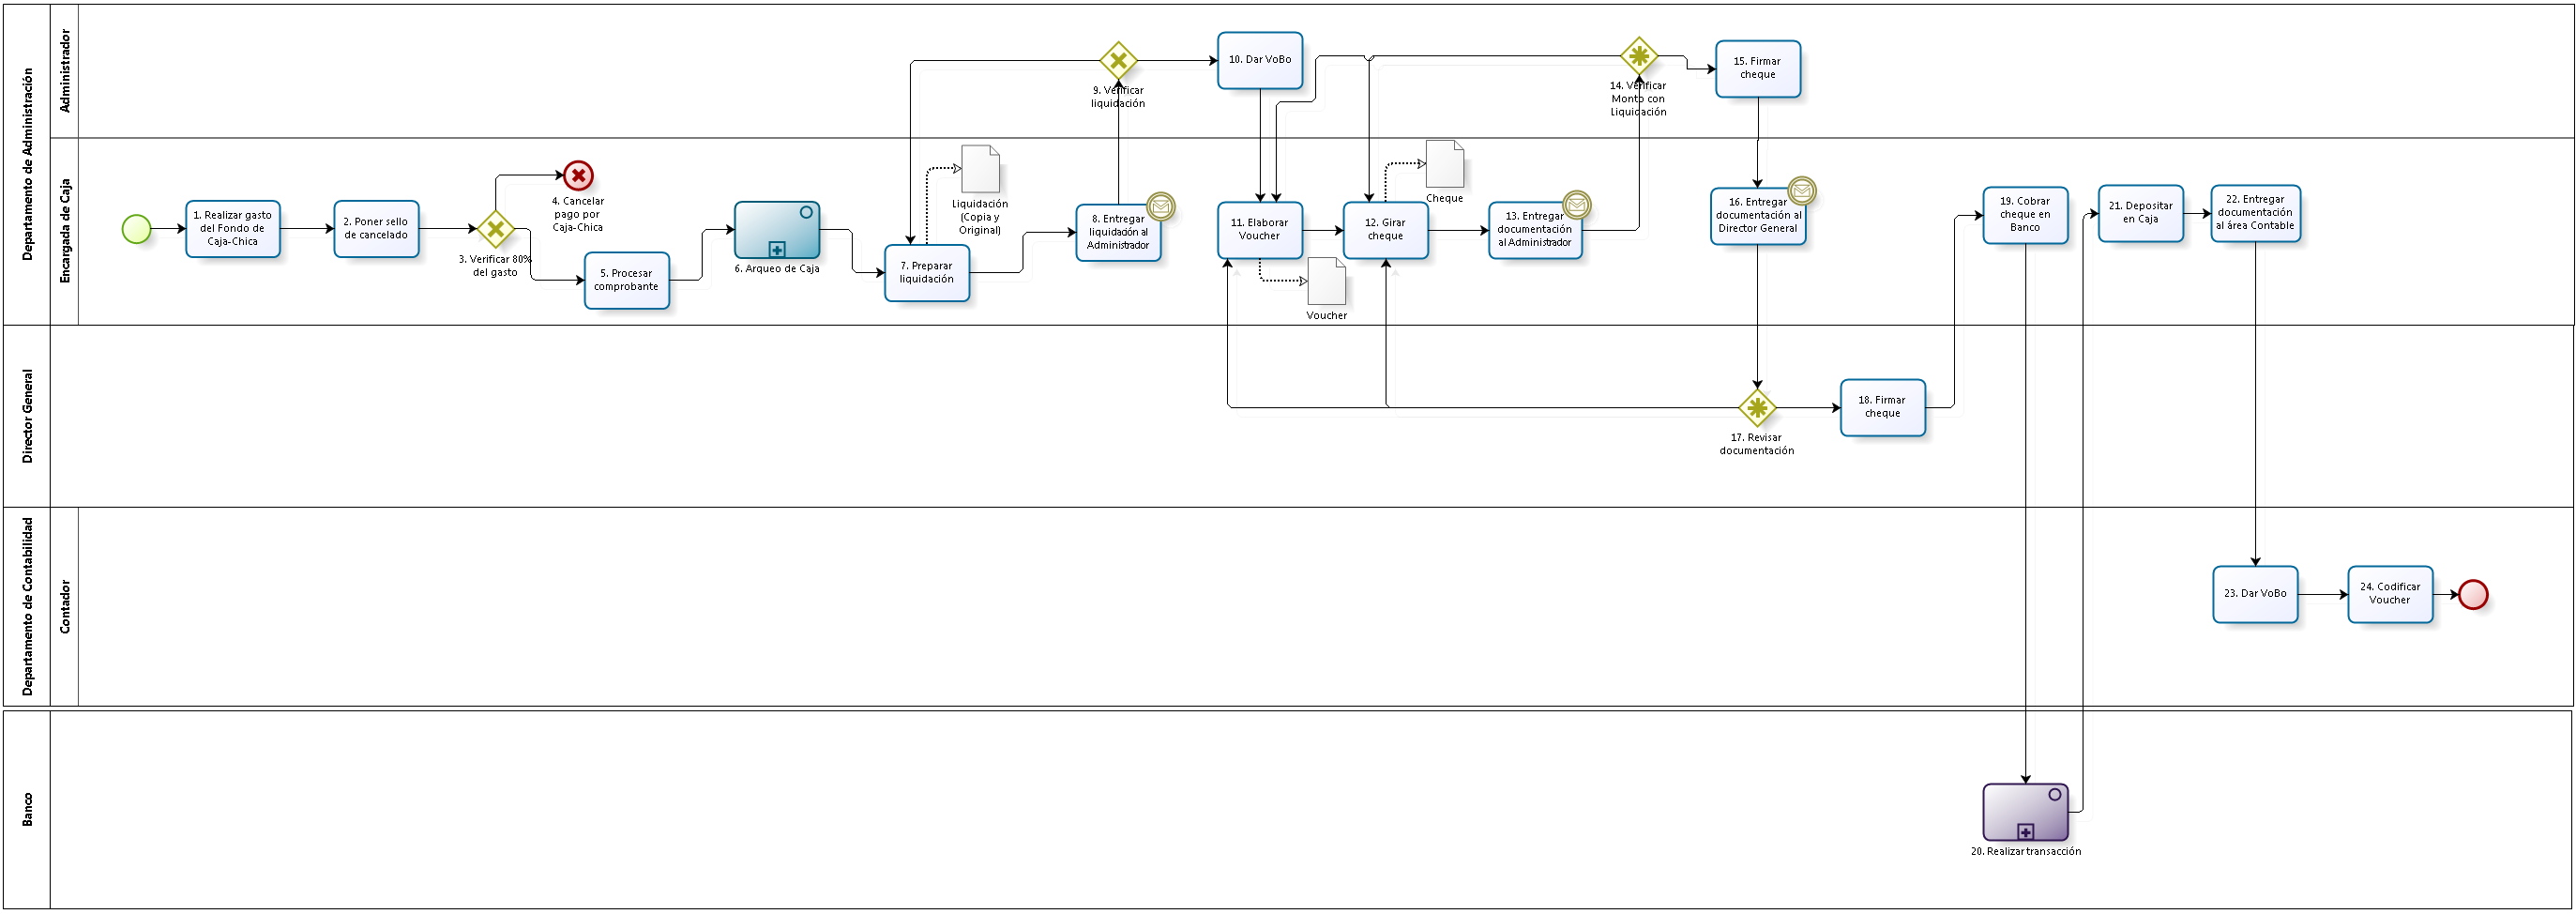 Departamento de Administración
Administrador
9. Verificar
liquidación
10. Dar VoBo
14. Verificar
Monto con
Liquidación
15. Firmar
cheque
Encargada de Caja
1. Realizar gasto
del Fondo de
Caja-Chica
2. Poner sello
de cancelado
3. Verificar 80%
del gasto
4. Cancelar
pago por
Caja-Chica
5. Procesar
comprobante
6. Arqueo de Caja
7. Preparar
liquidación
Liquidación
(Copia y
Original)
8. Entregar
liquidación al
Administrador
11. Elaborar
Voucher
Voucher
12. Girar
cheque
Cheque
13. Entregar
documentación
al Administrador
16. Entregar
documentación al
Director General
19. Cobrar
cheque en
Banco
21. Depositar
en Caja
22. Entregar
documentación
al área Contable
Director General
17. Revisar
documentación
18. Firmar
cheque
Departamento de Contabilidad
Contador
23. Dar VoBo
24. Codificar
Voucher
Banco
20. Realizar transacción